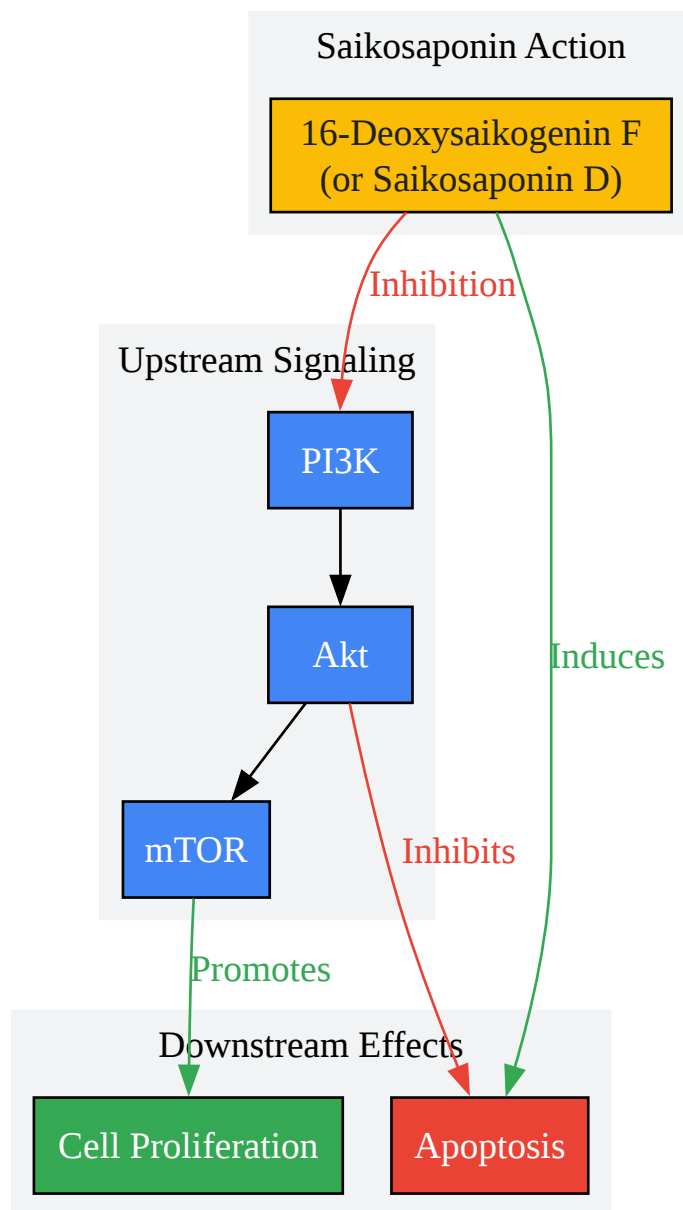 Saikosaponin Action
16-Deoxysaikogenin F
(or Saikosaponin D)
Inhibition
Upstream Signaling
PI3K
Akt
Induces
mTOR
Inhibits
Promotes
Downstream Effects
Cell Proliferation
Apoptosis